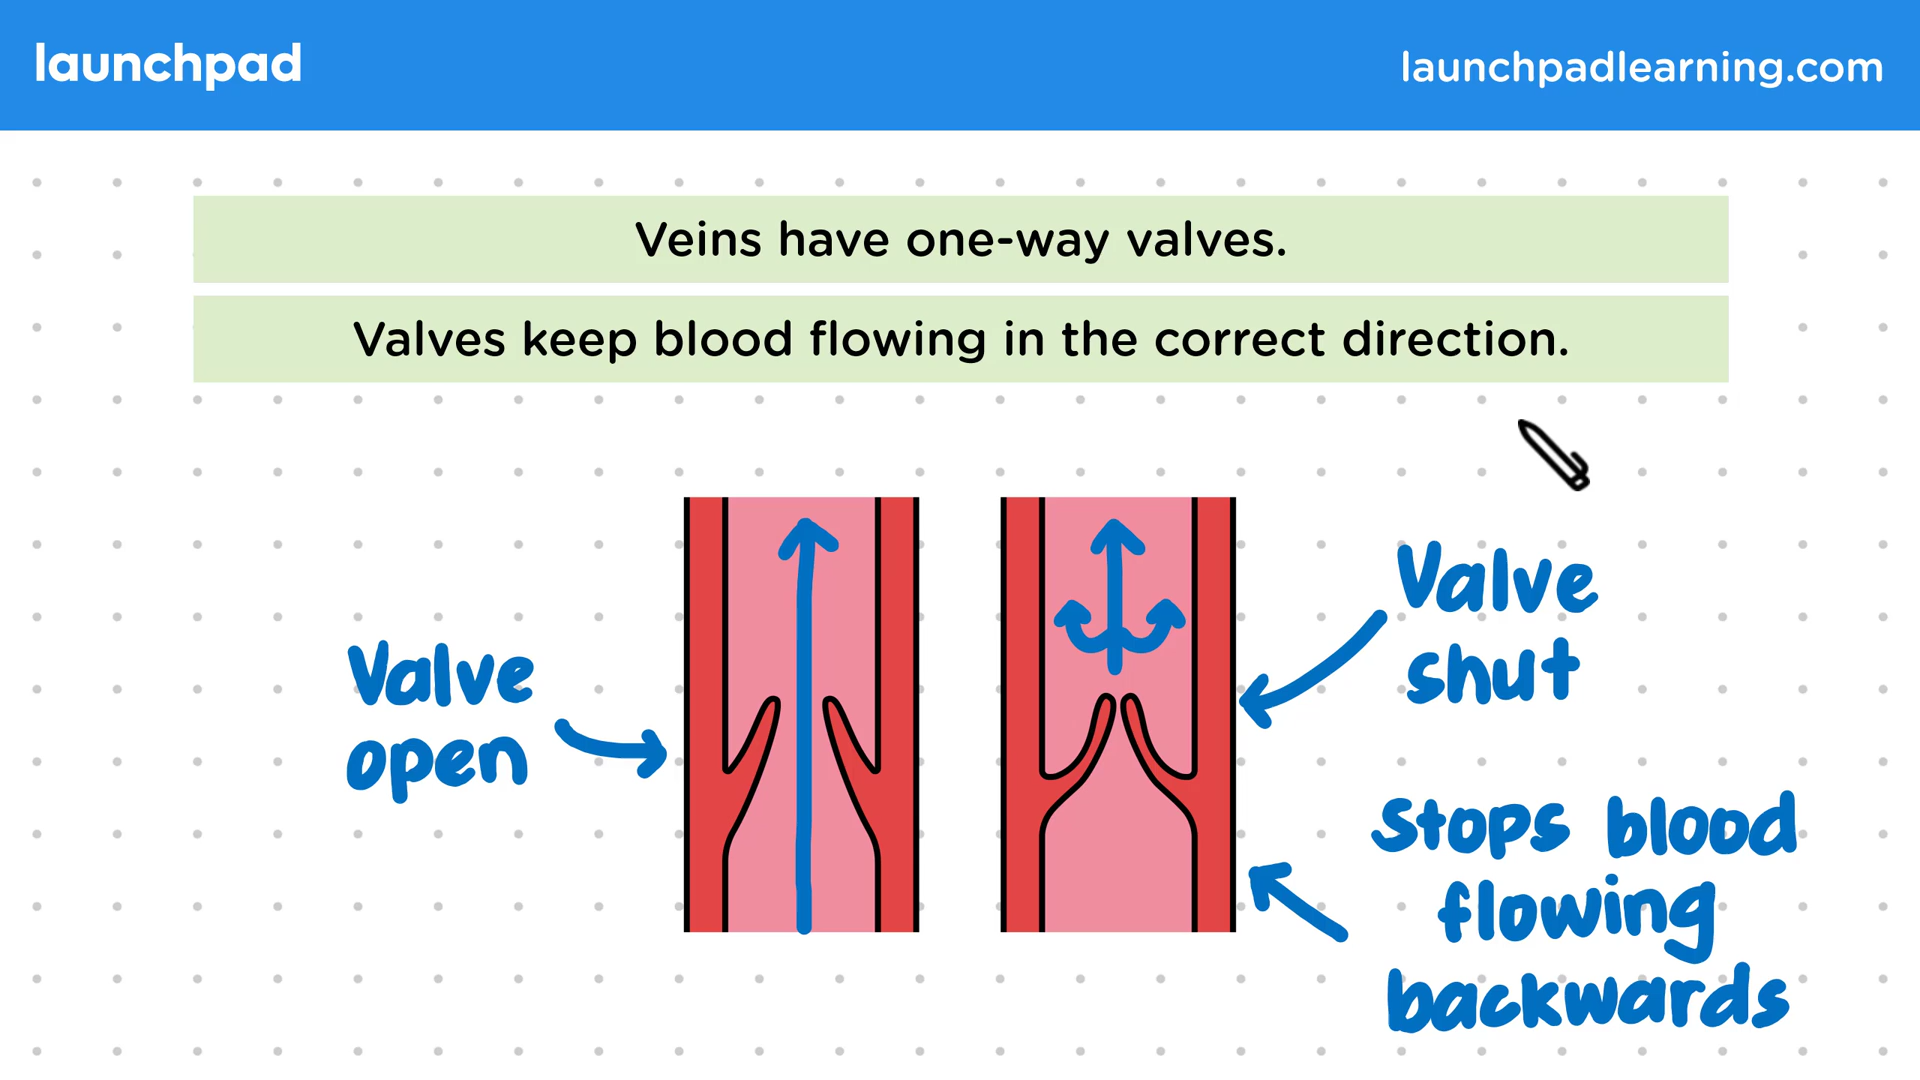 launchpad
launchpadlearning.com
Veins have one-way valves.
Valves keep blood flowing in the correct direction.
Valve
open
Valve
shut
Stops blood
flowing
backwards